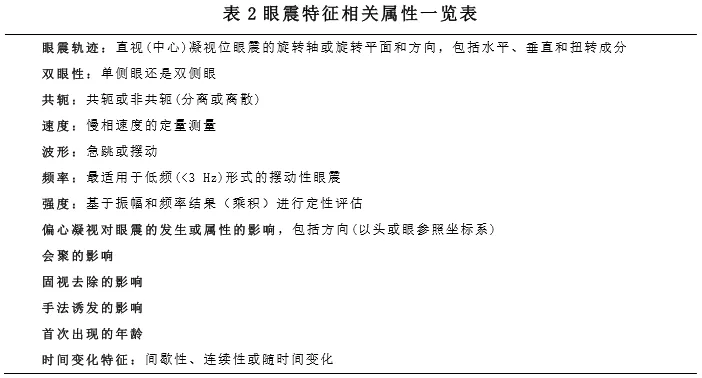 表 2 眼震特征相关属性一览表
眼震轨迹：直视(中心)凝视位眼震的旋转轴或旋转平面和方向，包括水平、垂直和扭转成分
双眼性：单侧眼还是双侧眼
共轭：共轭或非共轭(分离或离散)
速度：慢相速度的定量测量
波形：急跳或摆动
频率：最适用于低频(<3 Hz)形式的摆动性眼震
强度：基于振幅和频率结果（乘积）进行定性评估
偏心凝视对眼震的发生或属性的影响，包括方向(以头或眼参照坐标系)
会聚的影响
固视去除的影响
手法诱发的影响
首次出现的年龄
时间变化特征：间歇性、连续性或随时间变化